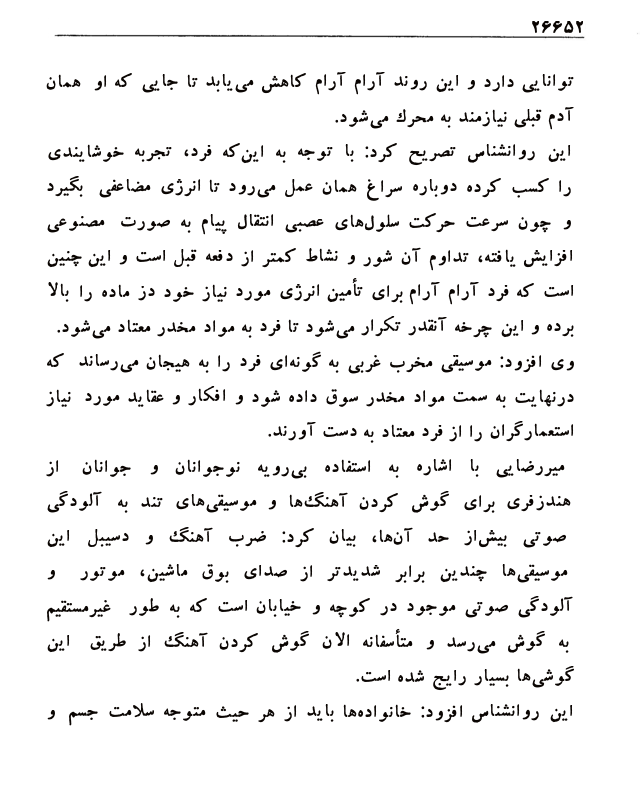 ۲۶۶۵۲
توانایی دارد و این روند آرام آرام کاهش می‌یابد تا جایی که او همان
آدم قبلی نیازمند به محرك می‌شود.
این روانشناس تصریح کرد: با توجه به این‌که فرد، تجربه خوشایندی
را کسب کرده دوباره سراغ همان عمل می‌رود تا انرژی مضاعفی بگیرد
و چون سرعت حرکت سلول‌های عصبی انتقال پیام به صورت مصنوعی
افزایش یافته، تداوم آن شور و نشاط کمتر از دفعه قبل است و این چنین
است که فرد آرام آرام برای تأمین انرژی مورد نیاز خود دز ماده را بالا
برده و این چرخه آنقدر تکرار می‌شود تا فرد به مواد مخدر معتاد می‌شود.
وی افزود: موسیقی مخرب غربی به گونه‌ای فرد را به هیجان می‌رساند که
درنهایت به سمت مواد مخدر سوق داده شود و افکار و عقاید مورد نیاز
استعمارگران را از فرد معتاد به دست آورند.
میررضایی با اشاره به استفاده بی‌رویه نوجوانان و جوانان از
هندزفری برای گوش کردن آهنگ‌ها و موسیقی‌های تند به آلودگی
صوتی بیش‌از حد آن‌ها، بیان کرد: ضرب آهنگ و دسیبل این
موسیقی‌ها چندین برابر شدیدتر از صدای بوق ماشین، موتور و
آلودگی صوتی موجود در کوچه و خیابان است که به طور غیرمستقیم
به گوش می‌رسد و متأسفانه الان گوش کردن آهنگ از طریق این
گوشی‌ها بسیار رایج شده است.
این روانشناس افزود: خانواده‌ها باید از هر حیث متوجه سلامت جسم و